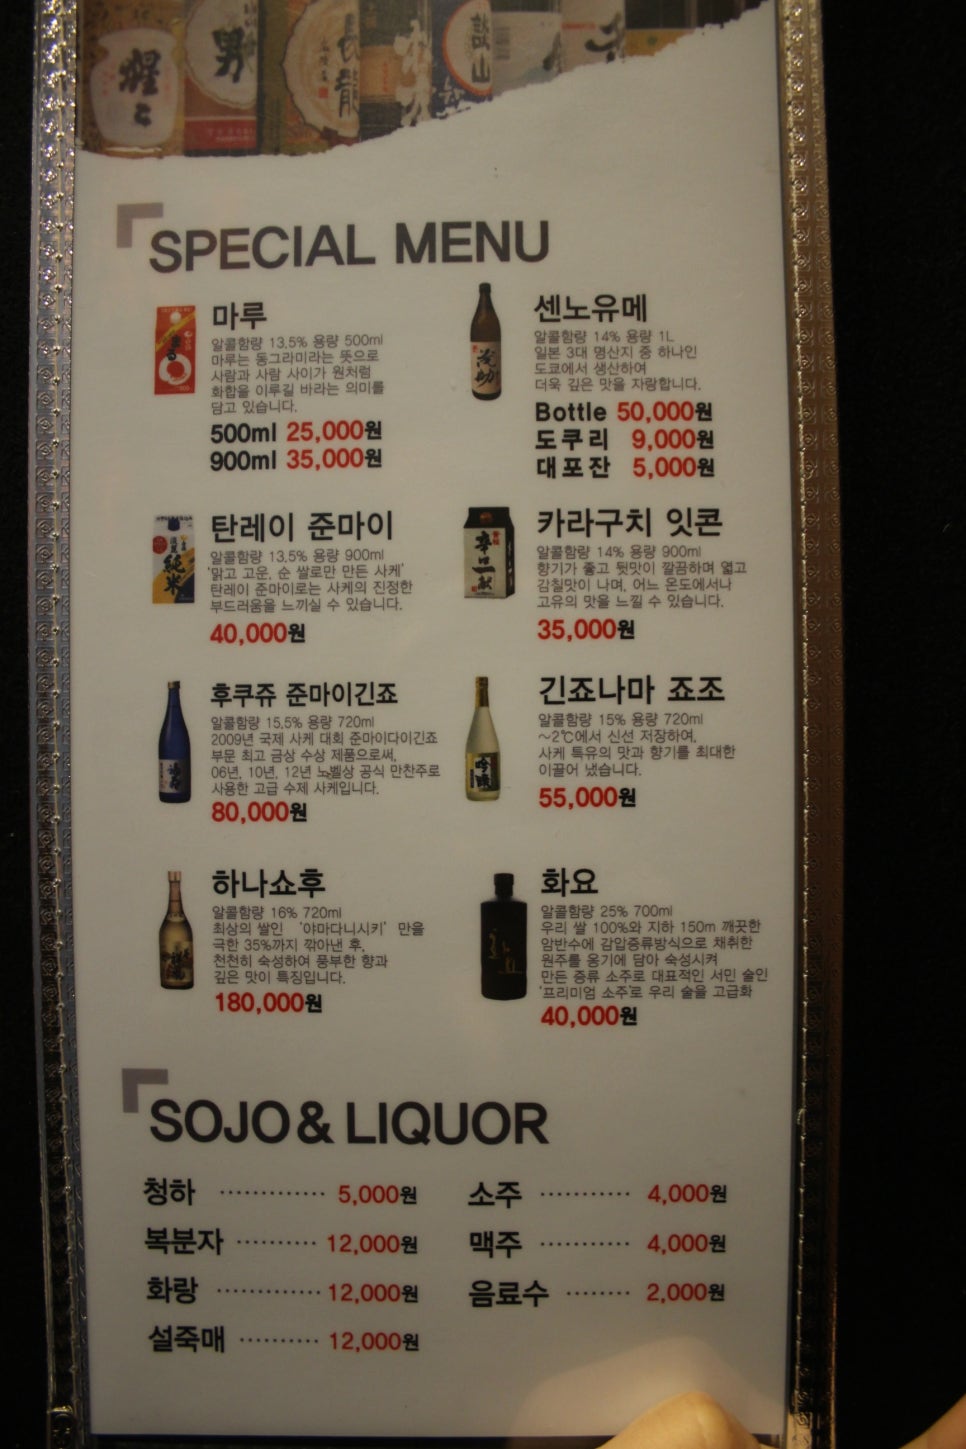 猩々
男
長龍
談山
SPECIAL MENU
마루
알콜함량 13.5% 용량 500ml
마루는 동그라미라는 뜻으로
사람과 사람 사이가 원처럼
화합을 이루길 바라는 의미를
담고 있습니다.
500ml 25,000원
900ml 35,000원
센노유메
알콜함량 14% 용량 1L
일본 3대 명산지 중 하나인
도쿄에서 생산하여
더욱 깊은 맛을 자랑합니다.
Bottle 50,000원
도쿠리 9,000원
대포잔 5,000원
탄레이 준마이
알콜함량 13.5% 용량 900ml
'맑고 고운, 순 쌀로만 만든 사케'
탄레이 준마이로는 사케의 진정한
부드러움을 느끼실 수 있습니다.
40,000원
純米
카라구치 잇콘
알콜함량 14% 용량 900ml
향기가 좋고 뒷맛이 깔끔하며 엷고
감칠맛이 나며, 어느 온도에서나
고유의 맛을 느낄 수 있습니다.
35,000원
후쿠쥬 준마이긴죠
알콜함량 15.5% 용량 720ml
2009년 국제 사케 대회 준마이다이긴죠
부문 최고 금상 수상 제품으로써,
06년, 10년, 12년 노벨상 공식 만찬주로
사용한 고급 수제 사케입니다.
80,000원
긴죠나마 죠조
알콜함량 15% 용량 720ml
~2℃에서 신선 저장하여,
사케 특유의 맛과 향기를 최대한
이끌어 냈습니다.
55,000원
하나쇼후
알콜함량 16% 720ml
최상의 쌀인 '야마다니시키' 만을
극한 35%까지 깎아낸 후,
천천히 숙성하여 풍부한 향과
깊은 맛이 특징입니다.
180,000원
화요
알콜함량 25% 700ml
우리 쌀 100%와 지하 150m 깨끗한
암반수에 감압증류방식으로 채취한
원주를 옹기에 담아 숙성시켜
만든 증류 소주로 대표적인 서민 술인
'프리미엄 소주'로 우리 술을 고급화
40,000원
SOJO & LIQUOR
청하 ············· 5,000원
복분자 ·········· 12,000원
화랑 ············· 12,000원
설죽매 ·········· 12,000원
소주 ··········· 4,000원
맥주 ··········· 4,000원
음료수 ········ 2,000원